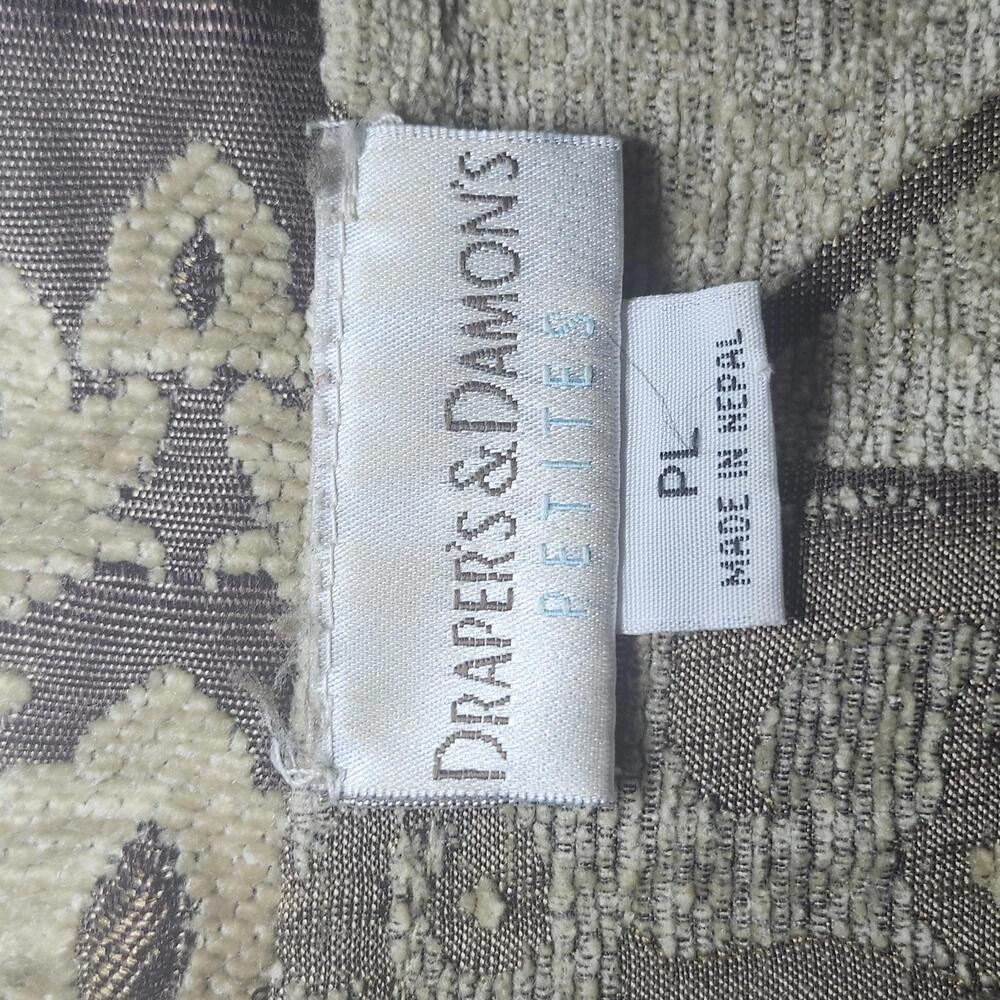 DRAPER'S & DAMON'S
PETITES
PL
MADE IN NEPAL